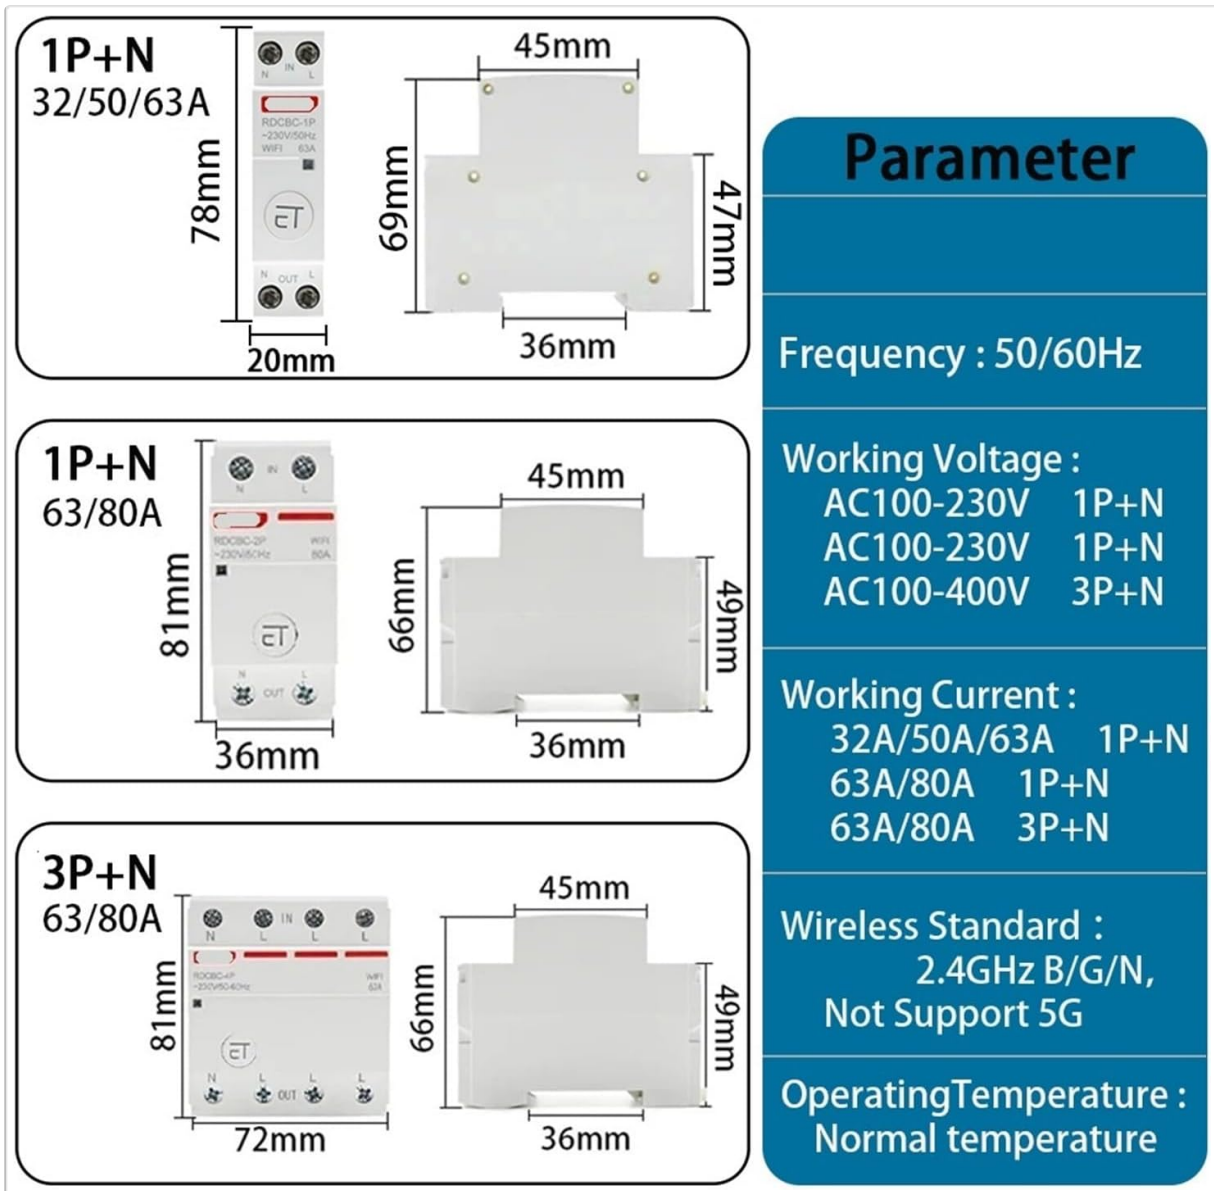 1P+N
32/50/63A
78mm
N IN L
RDCBC-1P
~230V/50Hz
WIFI 63A
N OUT L
20mm
45mm
69mm
47mm
36mm
1P+N
63/80A
81mm
IN
N L
RDCBC-2P WIFI
~230V/50Hz 80A
N L
OUT
36mm
45mm
66mm
49mm
36mm
3P+N
63/80A
81mm
IN
N L L L
RDCBC-4P WIFI
~230V/50-60Hz 63A
N L L L
OUT
72mm
45mm
66mm
49mm
36mm
Parameter
Frequency : 50/60Hz
Working Voltage :
AC100-230V 1P+N
AC100-230V 1P+N
AC100-400V 3P+N
Working Current :
32A/50A/63A 1P+N
63A/80A 1P+N
63A/80A 3P+N
Wireless Standard :
2.4GHz B/G/N,
Not Support 5G
OperatingTemperature :
Normal temperature